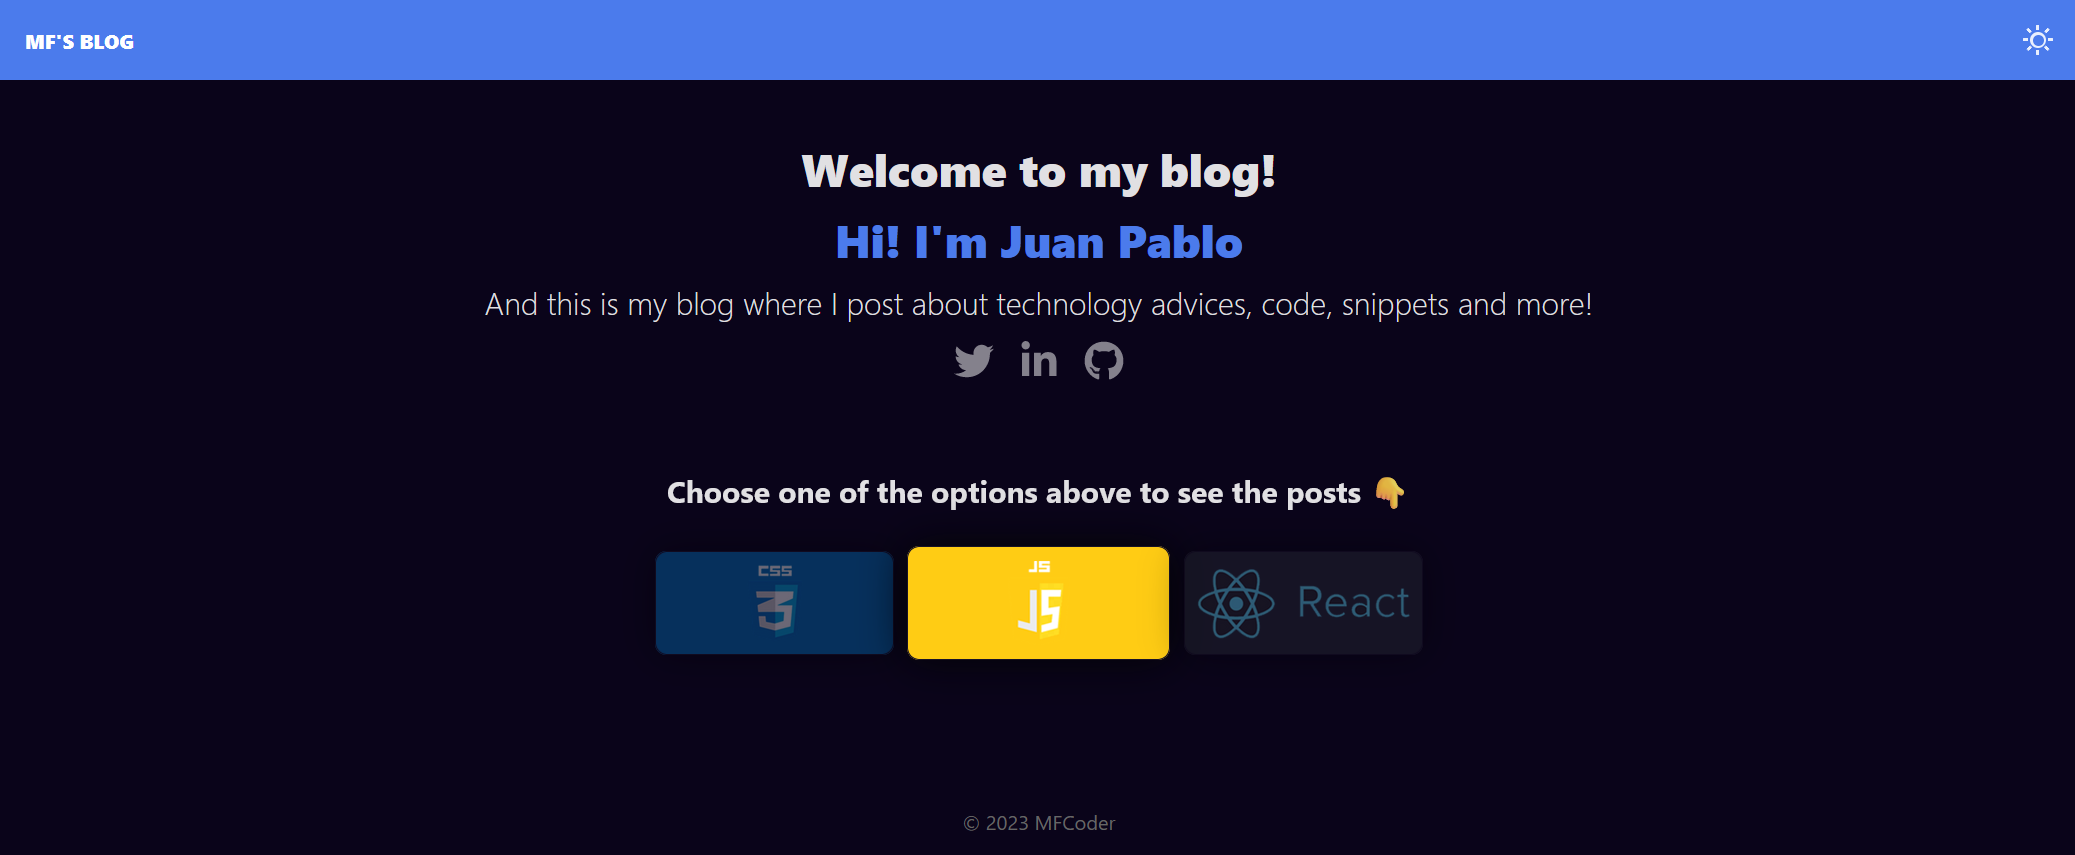 MF'S BLOG
Welcome to my blog!
Hi! I'm Juan Pablo
And this is my blog where I post about technology advices, code, snippets and more!
in
Choose one of the options above to see the posts 👇
CSS
3
JS
JS
React
© 2023 MFCoder